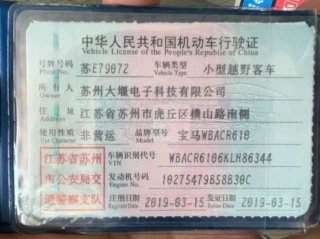 中华人民共和国机动车行驶证
Vehicle License of the People's Republic of China
号牌号码 苏E79072 车辆类型 小型越野客车
Plate No. Vehicle Type
所有人 苏州大堰电子科技有限公司
Owner
住址 江苏省苏州市虎丘区横山路南侧
Address
使用性质 非营运 品牌型号 宝马WBACR610
Use Character Model
江苏省苏州
市公安局交
通警察支队
车辆识别代号 WBACR6106KLH86344
VIN
发动机号码 10275479B58B30C
Engine No.
注册日期 2019-03-15 发证日期 2019-03-15
Register Date Issue Date